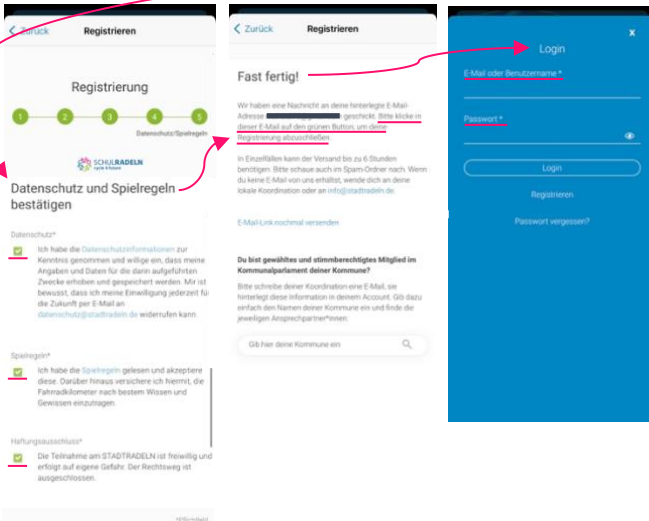 Zurück
Registrieren
Registrierung
1 2 3 4 5
Datenschutz/Spielregeln
SCHULRADELN
cycle4future
Datenschutz und Spielregeln
bestätigen
Datenschutz*
Ich habe die Datenschutzinformationen zur
Kenntnis genommen und willige ein, dass meine
Angaben und Daten für die darin aufgeführten
Zwecke erhoben und gespeichert werden. Mir ist
bewusst, dass ich meine Einwilligung jederzeit für
die Zukunft per E-Mail an
datenschutz@stadtradeln.de widerrufen kann.
Spielregeln*
Ich habe die Spielregeln gelesen und akzeptiere
diese. Darüber hinaus versichere ich hiermit, die
Fahrradkilometer nach bestem Wissen und
Gewissen einzutragen.
Haftungsausschluss*
Die Teilnahme am STADTRADELN ist freiwillig und
erfolgt auf eigene Gefahr. Der Rechtsweg ist
ausgeschlossen.
*Pflichtfeld
Zurück
Registrieren
Fast fertig!
Wir haben eine Nachricht an deine hinterlegte E-Mail-
Adresse geschickt. Bitte klicke in
dieser E-Mail auf den grünen Button, um deine
Registrierung abzuschließen.
In Einzelfällen kann der Versand bis zu 6 Stunden
benötigen. Bitte schaue auch im Spam-Ordner nach. Wenn
du keine E-Mail von uns erhältst, wende dich an deine
lokale Koordination oder an info@stadtradeln.de.
E-Mail-Link nochmal versenden
Du bist gewähltes und stimmberechtigtes Mitglied im
Kommunalparlament deiner Kommune?
Bitte schreibe deiner Koordination eine E-Mail, sie
hinterlegt diese Information in deinem Account. Gib dazu
einfach den Namen deiner Kommune ein und finde die
jeweiligen Ansprechpartner*innen:
Gib hier deine Kommune ein
x
Login
E-Mail oder Benutzername *
Passwort *
Login
Registrieren
Passwort vergessen?